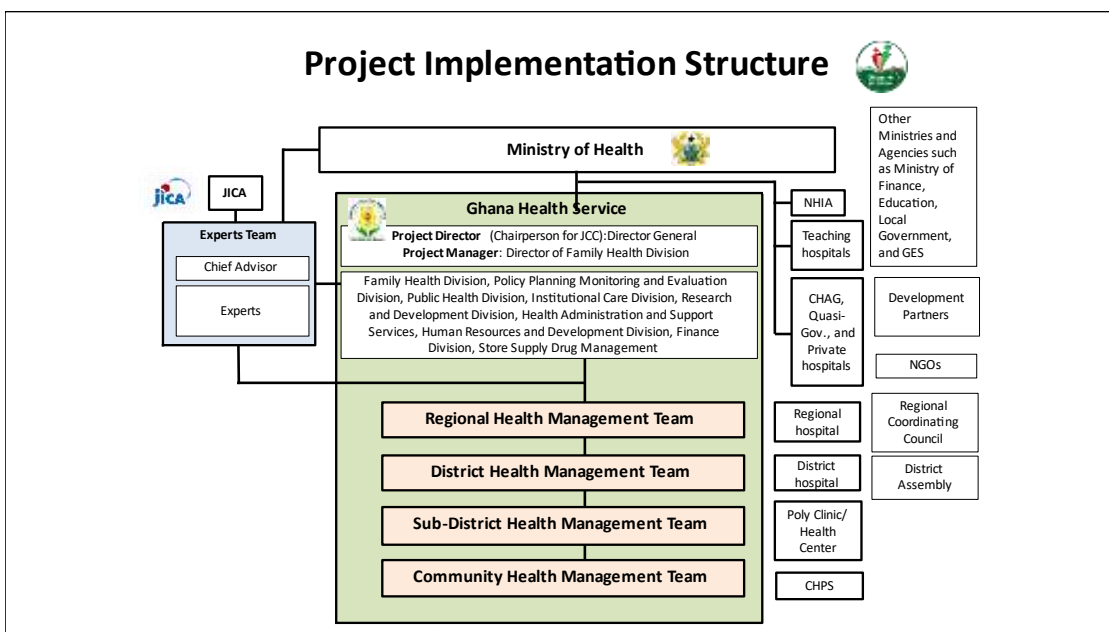 Project Implementation Structure
Ministry of Health
jica
JICA
Experts Team
Chief Advisor
Experts
Ghana Health Service
Project Director (Chairperson for JCC):Director General
Project Manager: Director of Family Health Division
Family Health Division, Policy Planning Monitoring and Evaluation
Division, Public Health Division, Institutional Care Division, Research
and Development Division, Health Administration and Support
Services, Human Resources and Development Division, Finance
Division, Store Supply Drug Management
Regional Health Management Team
District Health Management Team
Sub-District Health Management Team
Community Health Management Team
NHIA
Teaching
hospitals
CHAG,
Quasi-
Gov., and
Private
hospitals
Regional
hospital
District
hospital
Poly Clinic/
Health
Center
CHPS
Other
Ministries and
Agencies such
as Ministry of
Finance,
Education,
Local
Government,
and GES
Development
Partners
NGOs
Regional
Coordinating
Council
District
Assembly